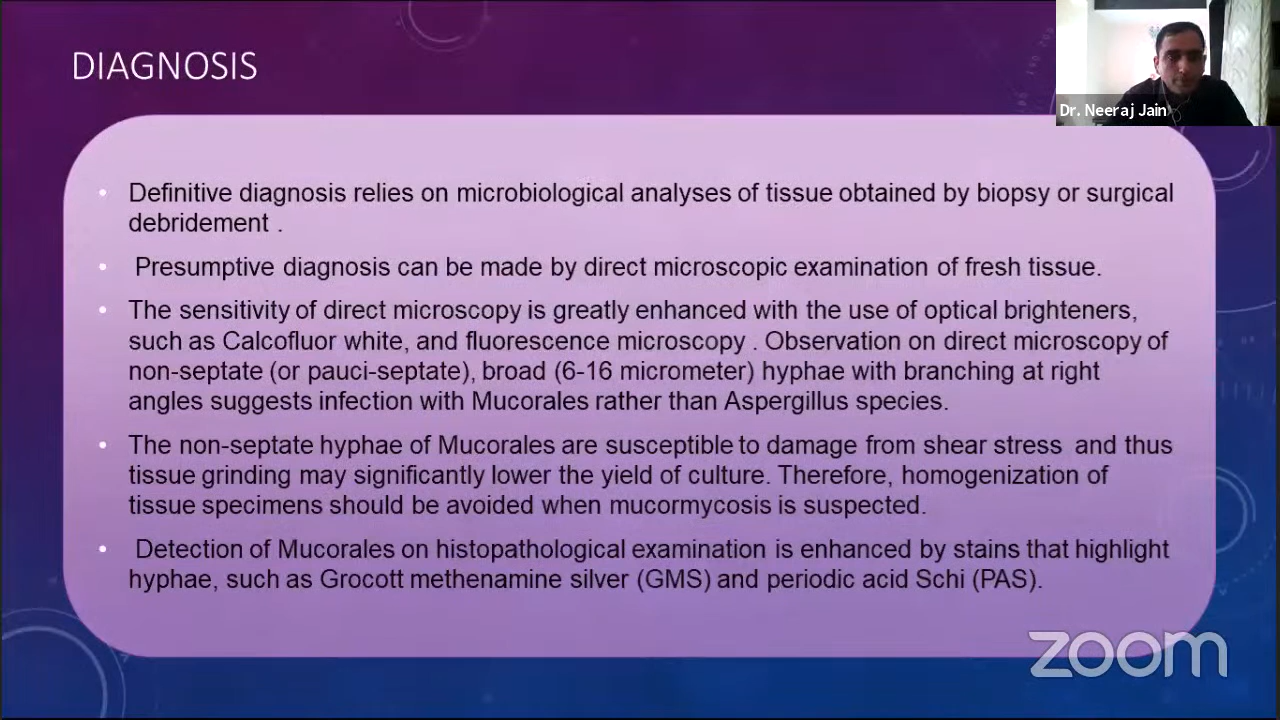 DIAGNOSIS
Dr. Neeraj Jain
• Definitive diagnosis relies on microbiological analyses of tissue obtained by biopsy or surgical
debridement .
• Presumptive diagnosis can be made by direct microscopic examination of fresh tissue.
• The sensitivity of direct microscopy is greatly enhanced with the use of optical brighteners,
such as Calcofluor white, and fluorescence microscopy . Observation on direct microscopy of
non-septate (or pauci-septate), broad (6-16 micrometer) hyphae with branching at right
angles suggests infection with Mucorales rather than Aspergillus species.
• The non-septate hyphae of Mucorales are susceptible to damage from shear stress and thus
tissue grinding may significantly lower the yield of culture. Therefore, homogenization of
tissue specimens should be avoided when mucormycosis is suspected.
• Detection of Mucorales on histopathological examination is enhanced by stains that highlight
hyphae, such as Grocott methenamine silver (GMS) and periodic acid Schi (PAS).
zoom